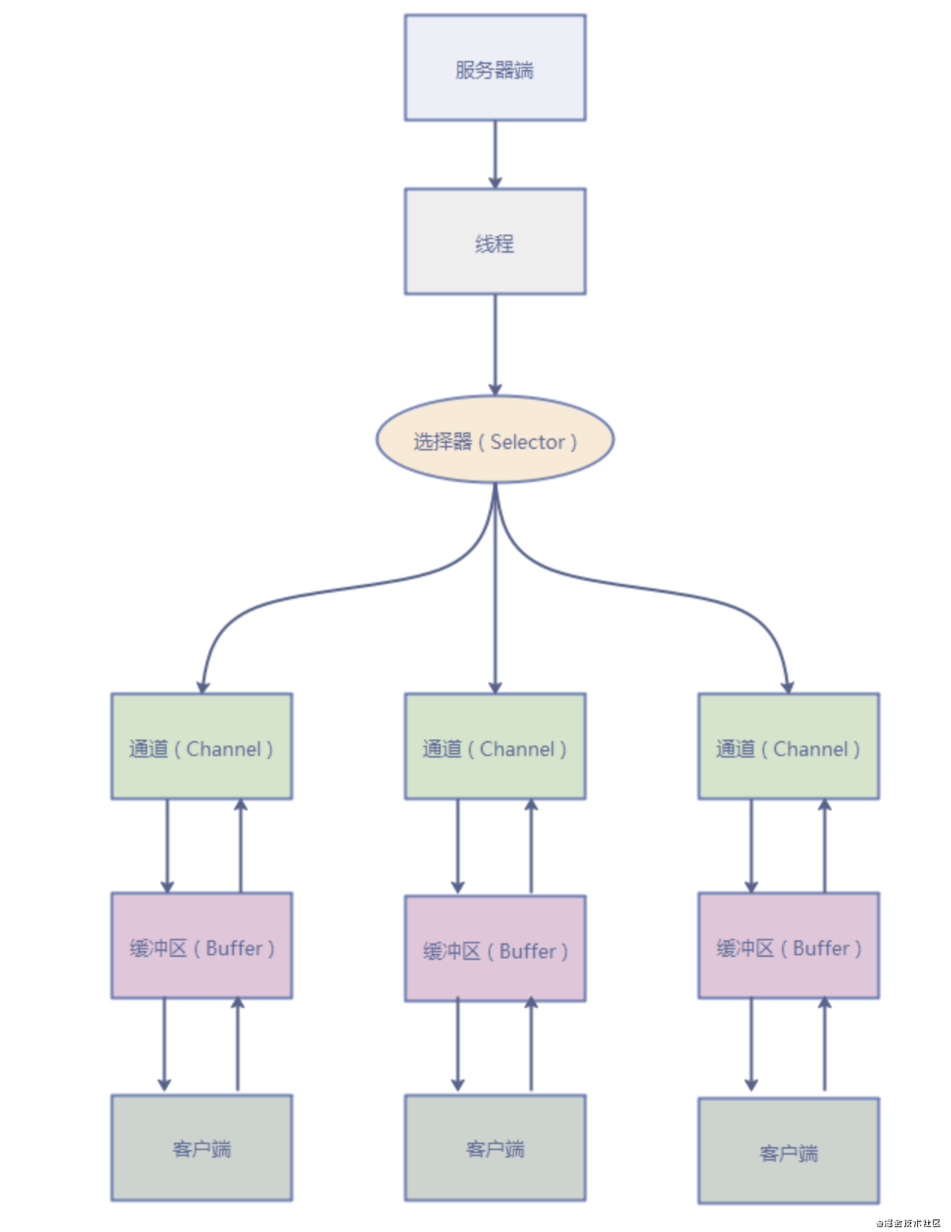 服务器端
线程
选择器（Selector）
通道（Channel） 通道（Channel） 通道（Channel）
缓冲区（Buffer） 缓冲区（Buffer） 缓冲区（Buffer）
客户端 客户端 客户端
@掘金技术社区